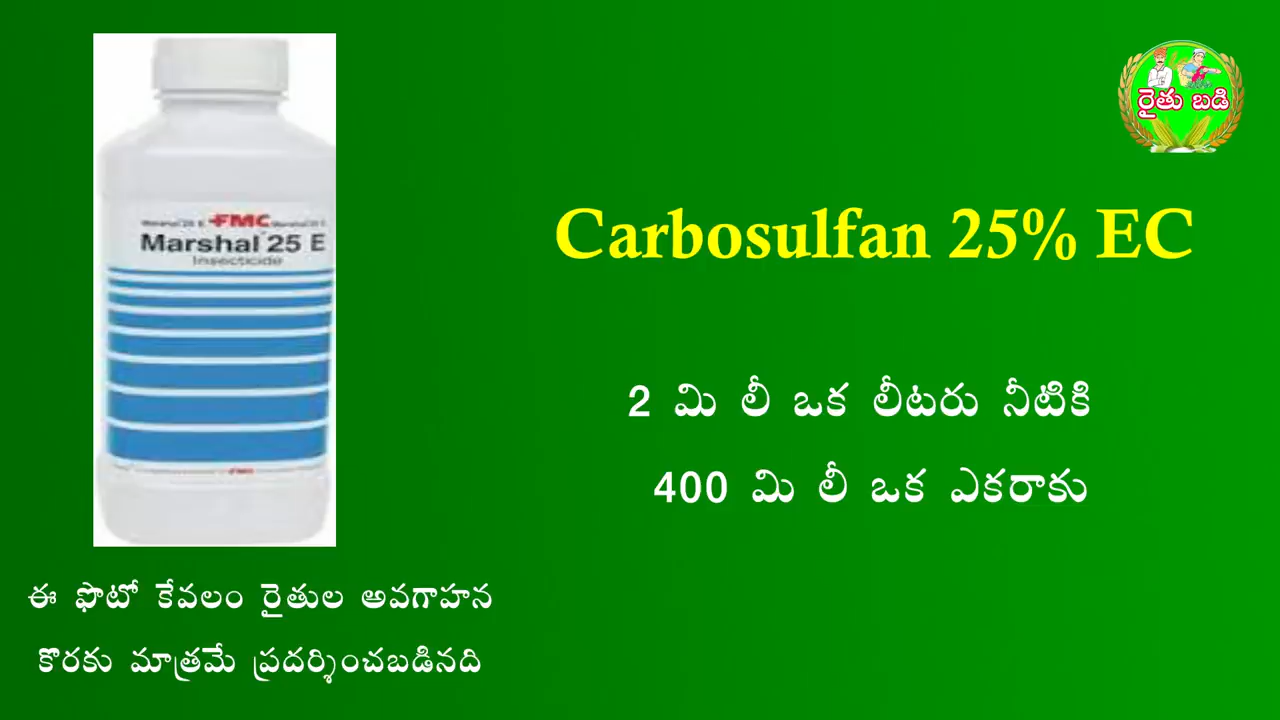 రైతు బడి
FMC
Marshal 25 E
Insecticide
Carbosulfan 25% EC
2 మి లీ ఒక లీటరు నీటికి
400 మి లీ ఒక ఎకరాకు
ఈ ఫొటో కేవలం రైతుల అవగాహన
కొరకు మాత్రమే ప్రదర్శించబడినది